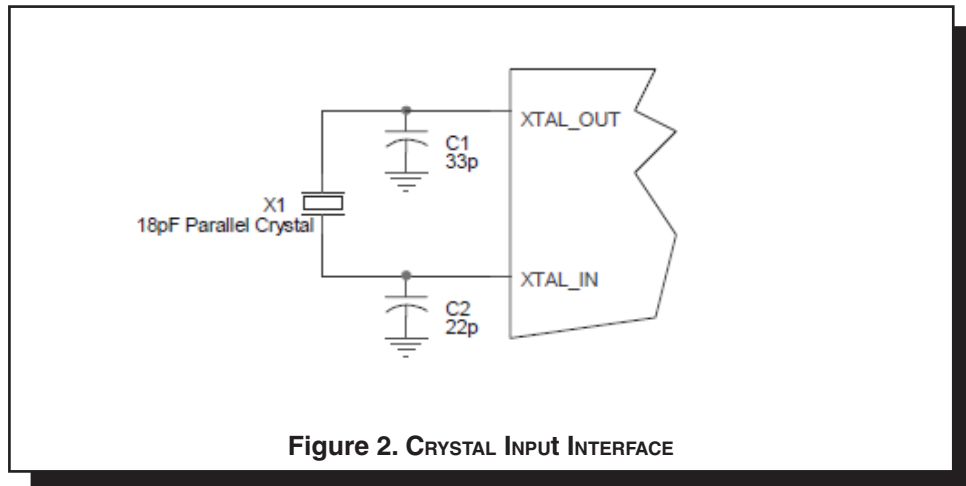 XTAL_OUT
C1
33p
X1
18pF Parallel Crystal
XTAL_IN
C2
22p
Figure 2. CRYSTAL INPUt INTERFACE